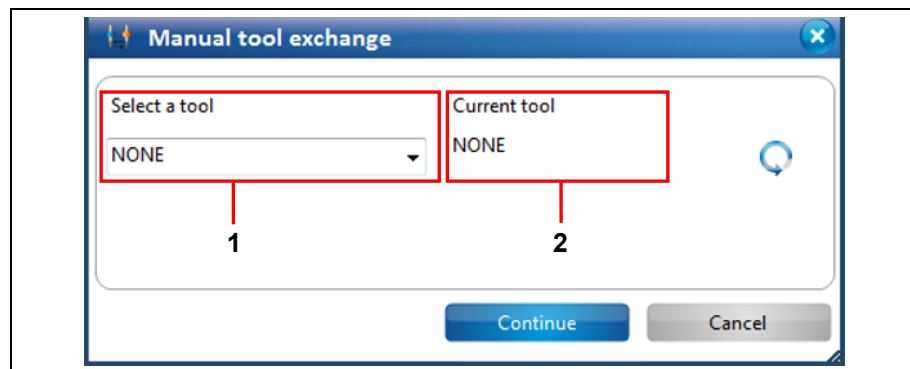 Manual tool exchange
Select a tool
Current tool
NONE
NONE
1
2
Continue
Cancel